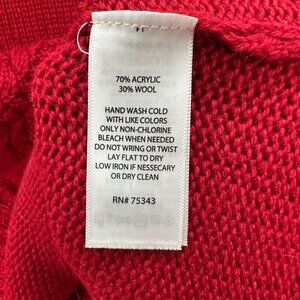 70% ACRYLIC
30% WOOL
HAND WASH COLD
WITH LIKE COLORS
ONLY NON-CHLORINE
BLEACH WHEN NEEDED
DO NOT WRING OR TWIST
LAY FLAT TO DRY
LOW IRON IF NESSECARY
OR DRY CLEAN
RN# 75343